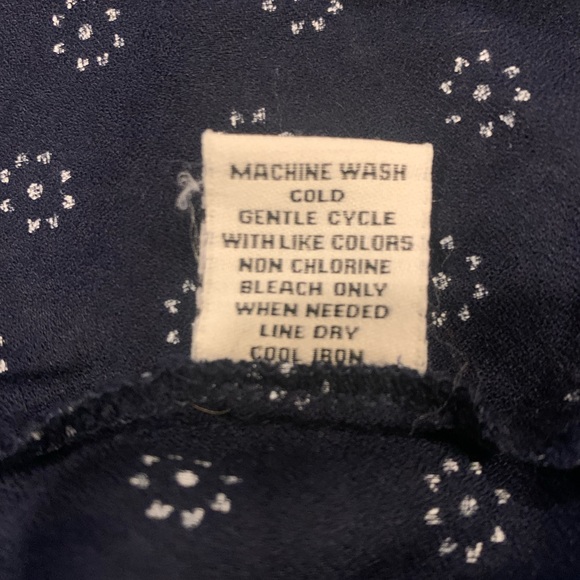 MACHINE WASH
COLD
GENTLE CYCLE
WITH LIKE COLORS
NON CHLORINE
BLEACH ONLY
WHEN NEEDED
LINE DRY
COOL IRON